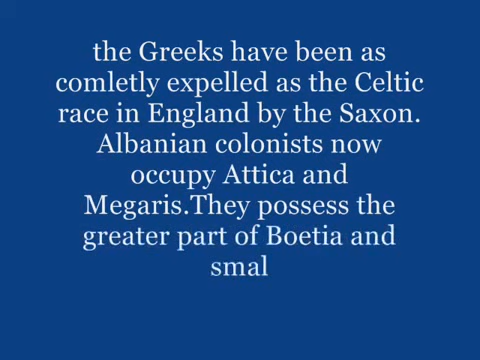 the Greeks have been as
comletly expelled as the Celtic
race in England by the Saxon.
Albanian colonists now
occupy Attica and
Megaris.They possess the
greater part of Boetia and
smal